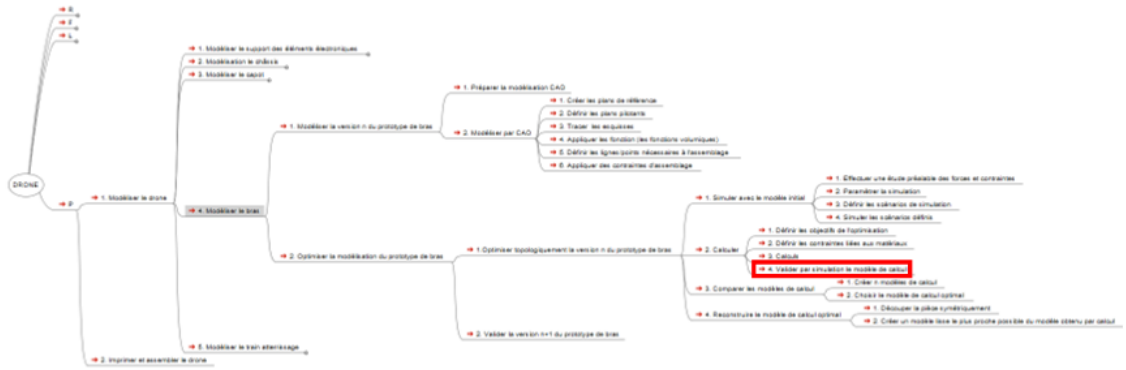 R
F
L
1. Modéliser le support des éléments électroniques
2. Modélisation le châssis
3. Modéliser le capot
1. Préparer la modélisation CAO
1. Créer les plans de référence
2. Définir les plans pilotants
1. Modéliser la version n du prototype de bras
2. Modéliser par CAO
3. Tracer les esquisses
4. Appliquer les fonction (les fonctions volumiques)
5. Définir les lignes/points nécessaires à l'assemblage
6. Appliquer des contraintes d'assemblage
DRONE
P
1. Modéliser le drone
4. Modéliser le bras
1. Simuler avec le modèle initial
1. Effectuer une étude préalable des forces et contraintes
2. Paramétrer la simulation
3. Définir les scénarios de simulation
4. Simuler les scénarios définis
2. Optimiser la modélisation du prototype de bras
1.Optimiser topologiquement la version n du prototype de bras
2. Calculer
1. Définir les objectifs de l'optimisation
2. Définir les contraintes liées aux matériaux
3. Calculs
4. Valider par simulation le modèle de calcul
3. Comparer les modèles de calcul
1. Créer n modèles de calcul
2. Choisir le modèle de calcul optimal
4. Reconstruire le modèle de calcul optimal
1. Découper la pièce symétriquement
2. Créer un modèle lisse le plus proche possible du modèle obtenu par calcul
2. Valider la version n+1 du prototype de bras
5. Modéliser le train atterrissage
2. Imprimer et assembler le drone